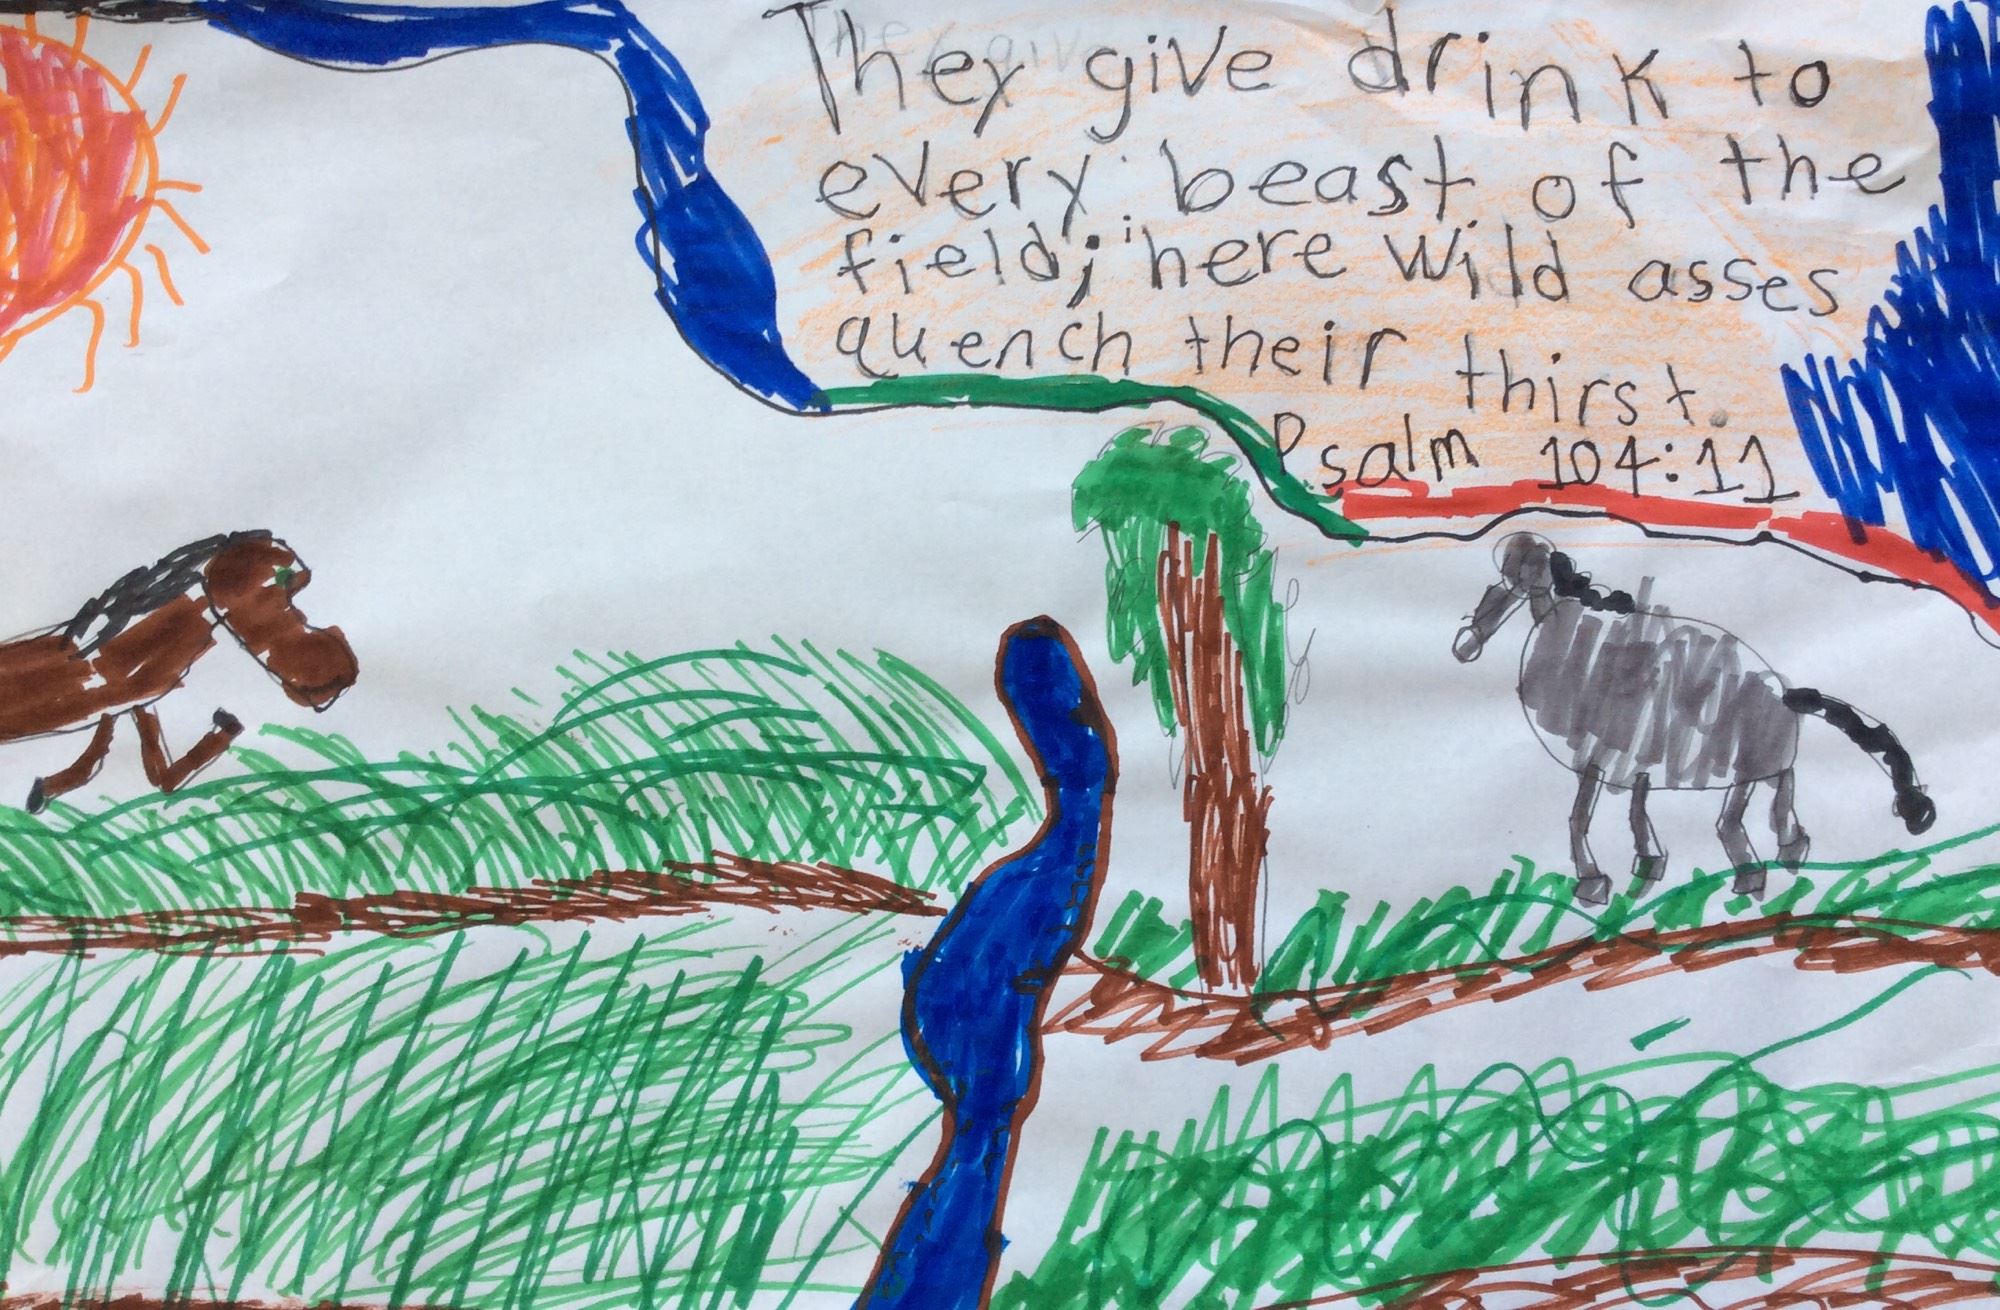 They give drink to
every beast of the
field; here wild asses
quench their thirst.
Psalm 104:11